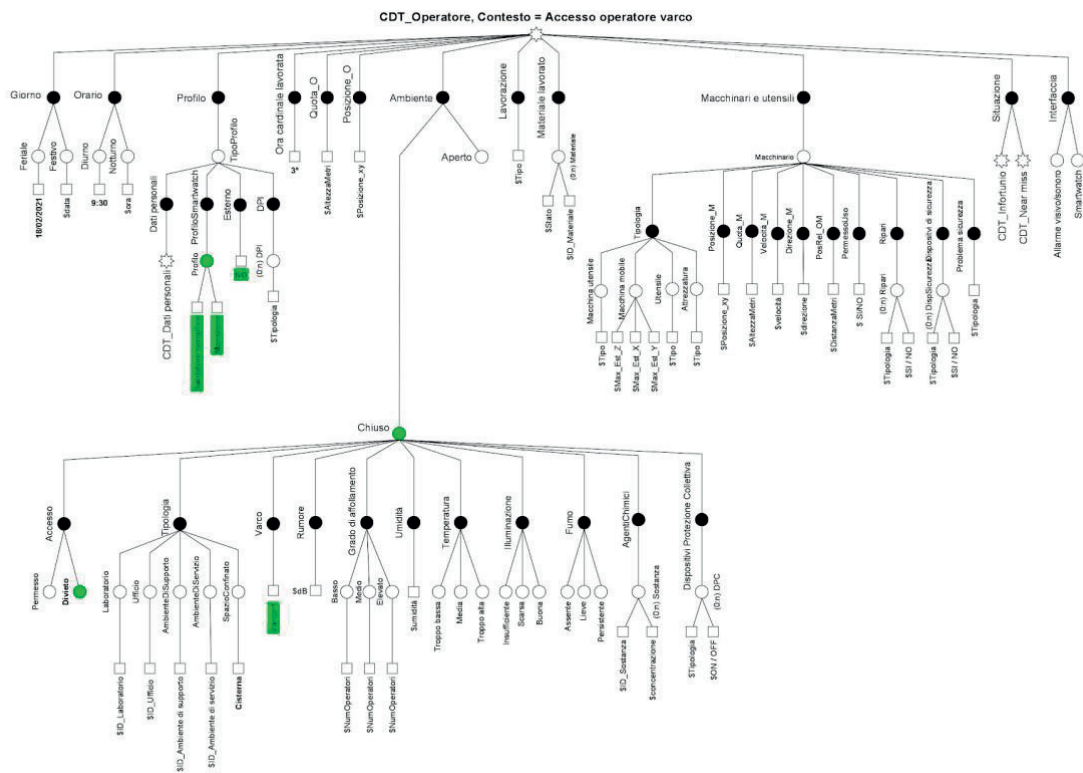 CDT_Operatore, Contesto = Accesso operatore varco
Giorno
Orario
Profilo
Ora cardinale lavorata
Quota_O
Posizione_O
Ambiente
Lavorazione
Materiale lavorato
Macchinari e utensili
Situazione
Interfaccia
Feriale
Festivo
Diurno
Notturno
TipoProfilo
3°
$AltezzaMetri
$Posizione_xy
Aperto
$Tipo
(0:n) Materiale
Macchinario
CDT_Infortunio
CDT_Near miss
Allarme visivo/sonoro
Smartwatch
18/02/2021
$data
9:30
$ora
Dati personali
ProfiloSmartwatch
Esterno
DPI
$Stato
$ID_Materiale
CDT_Dati personali
Profilo
NO
(0:n) DPI
$Tipologia
Tipologia
Posizione_M
Quota_M
Velocita_M
Direzione_M
PosRel_OM
PermessoUso
Ripari
Dispositvi di sicurezza
Problema sicurezza
Macchina utensile
Macchina mobile
Utensile
Attrezzatura
$Posizione_xy
$AltezzaMetri
$velocità
$direzione
$DistanzaMetri
$ SI/NO
(0:n) Ripari
(0:n) DispSicurezza
$Tipologia
$Tipo
$Max_Est_Z
$Max_Est_X
$Max_Est_Y
$Tipo
$Tipo
$Tipologia
$SI / NO
$Tipologia
$SI / NO
Chiuso
Accesso
Tipologia
Varco
Rumore
Grado di affollamento
Umidità
Temperatura
Illuminazione
Fumo
AgentiChimici
Dispositivi Protezione Collettiva
Permesso
Divieto
Laboratorio
Ufficio
AmbienteDiSupporto
AmbienteDiServizio
SpazioConfinato
$dB
Basso
Medio
Elevato
$umidità
Troppo bassa
Media
Troppo alta
Insufficiente
Scarsa
Buona
Assente
Lieve
Persistente
(0:n) Sostanza
(0:n) DPC
$ID_Laboratorio
$ID_Ufficio
$ID_Ambiente di supporto
$ID_Ambiente di servizio
Cisterna
$NumOperatori
$NumOperatori
$NumOperatori
$ID_Sostanza
$concentrazione
$Tipologia
$ON / OFF